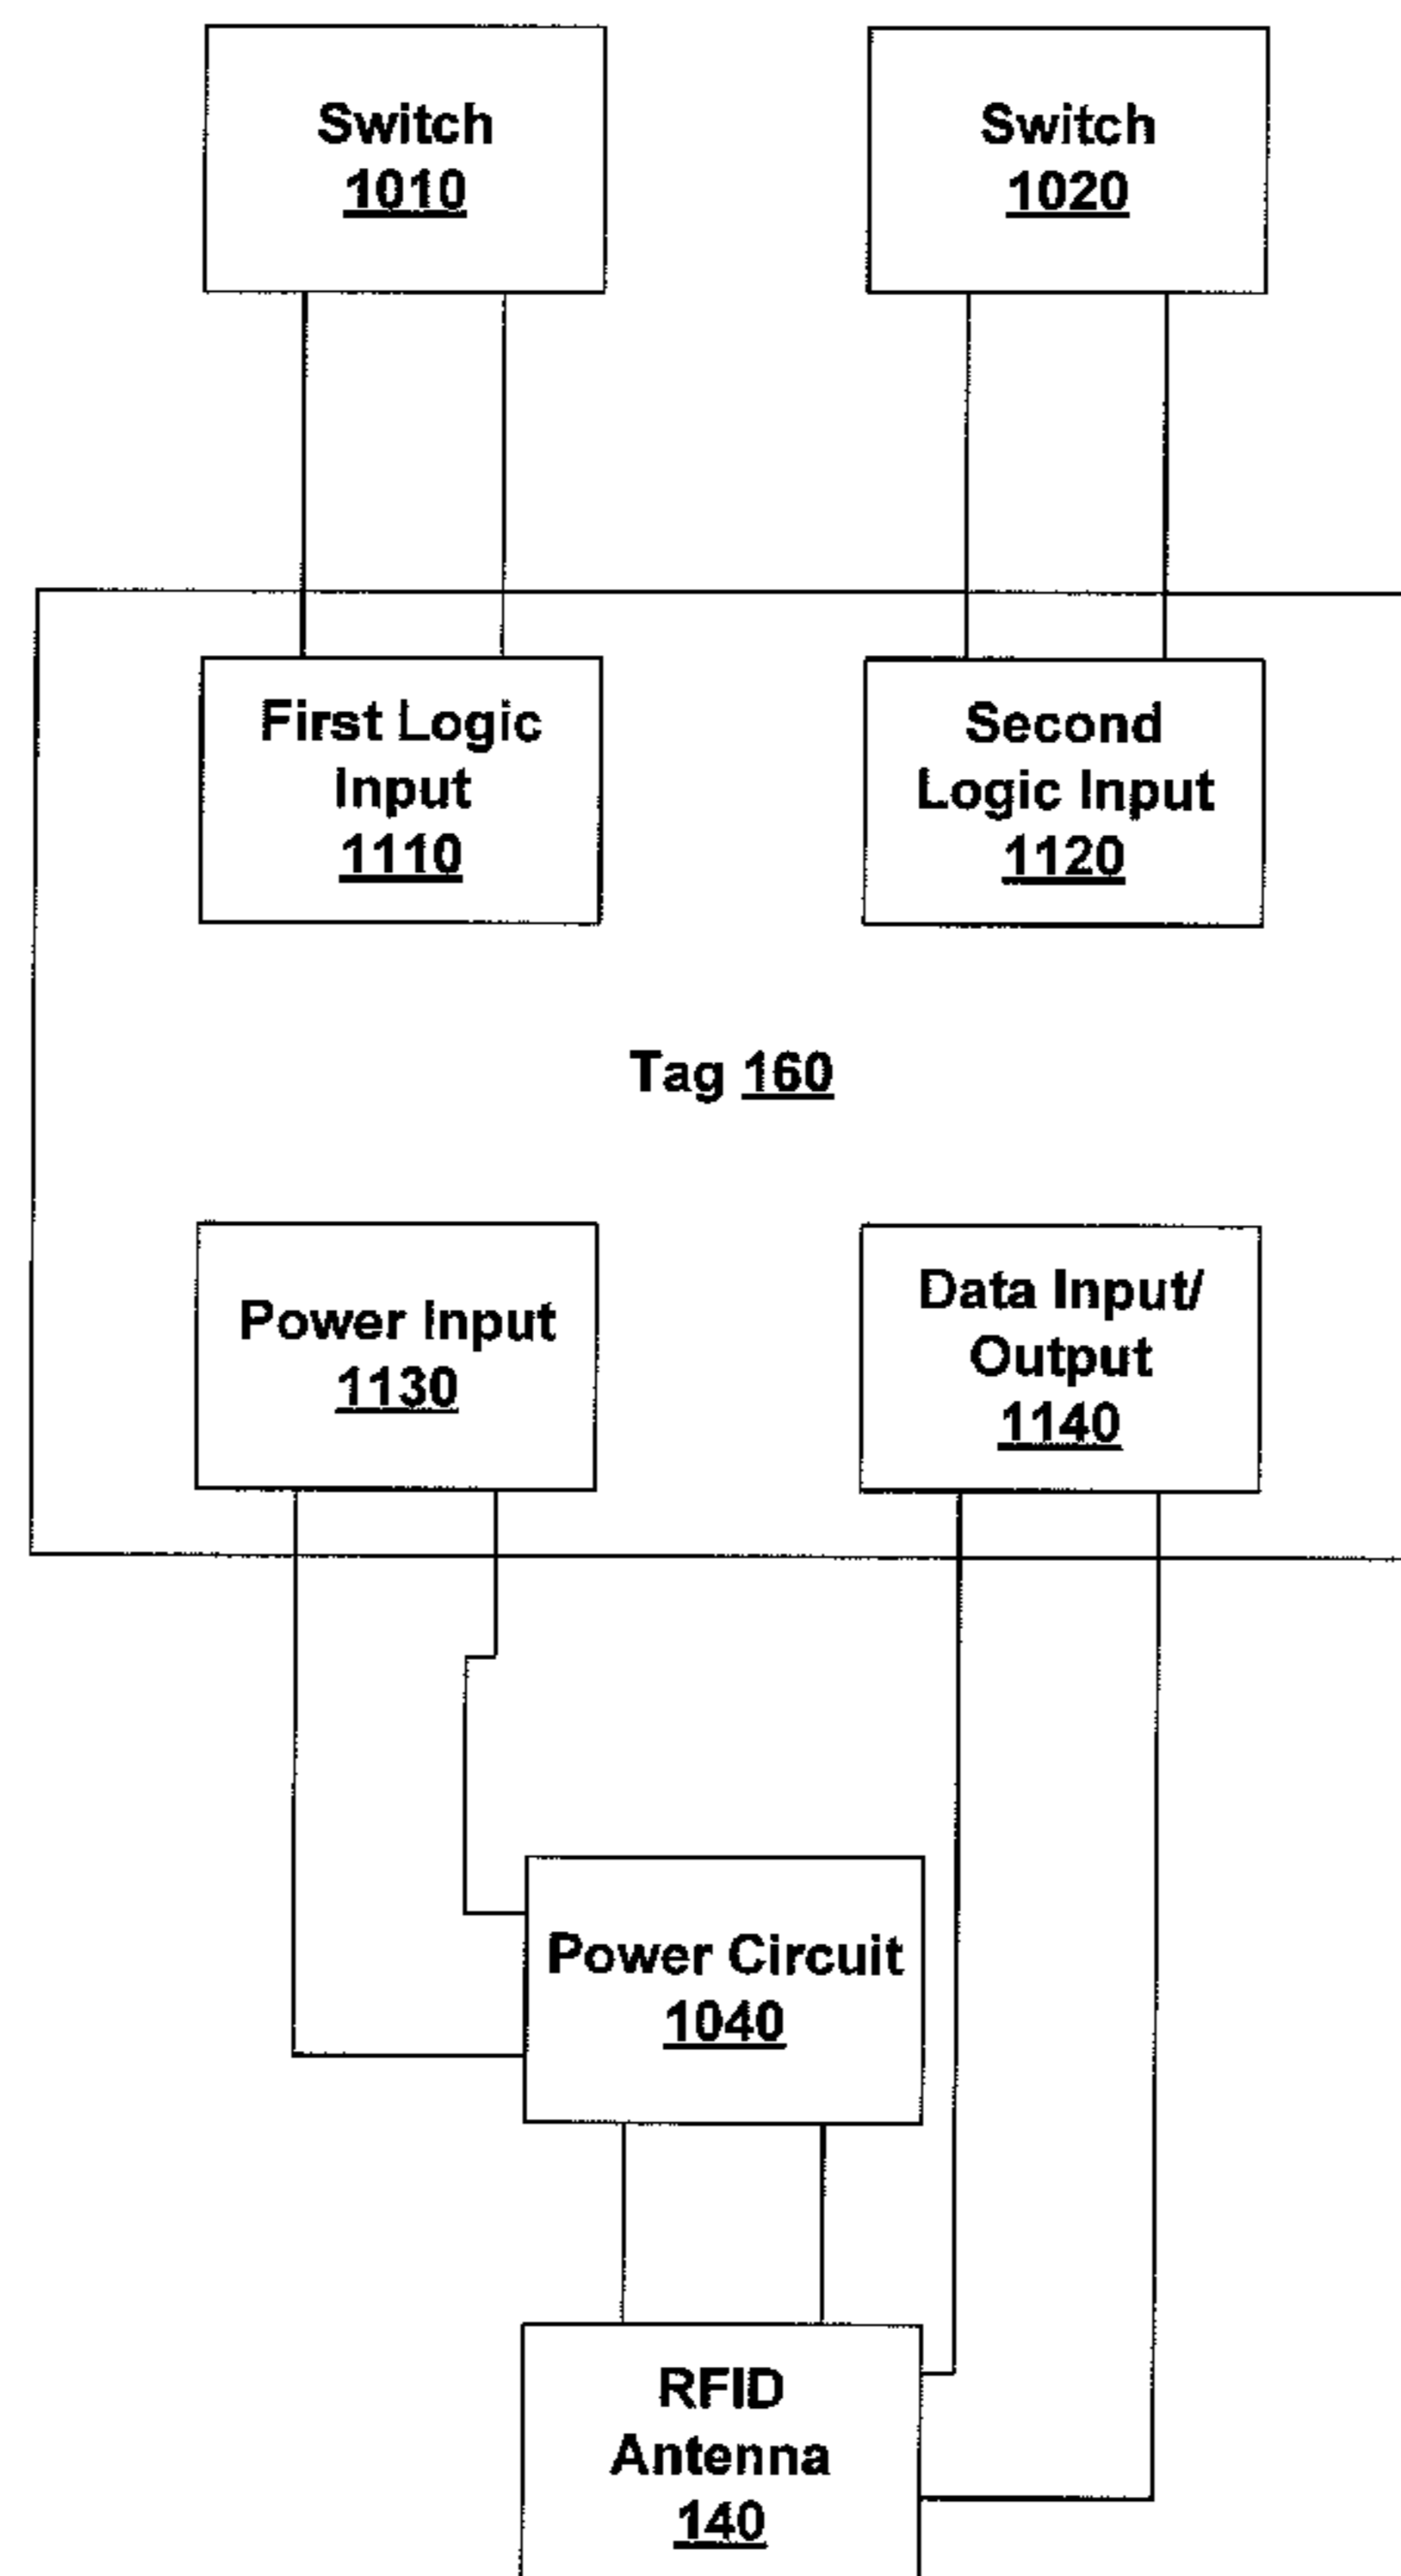 Switch
1010
Switch
1020
First Logic
Input
1110
Second
Logic Input
1120
Tag 160
Power Input
1130
Data Input/
Output
1140
Power Circuit
1040
RFID
Antenna
140